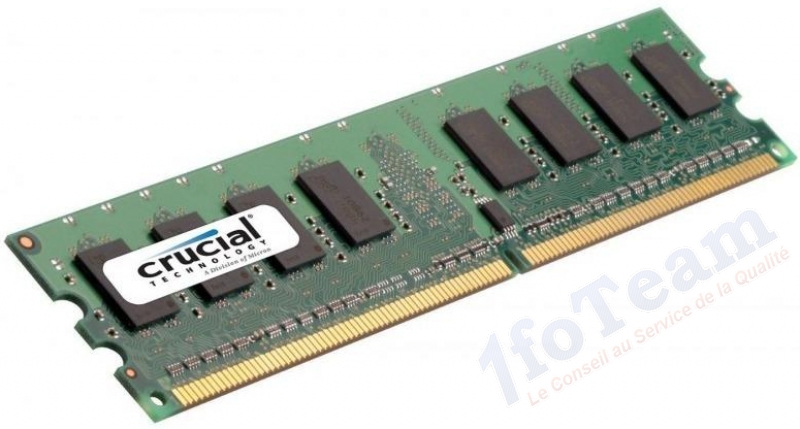 crucial
TECHNOLOGY
A Division of Micron
1foTeam
Le Conseil au Service de la Qualité